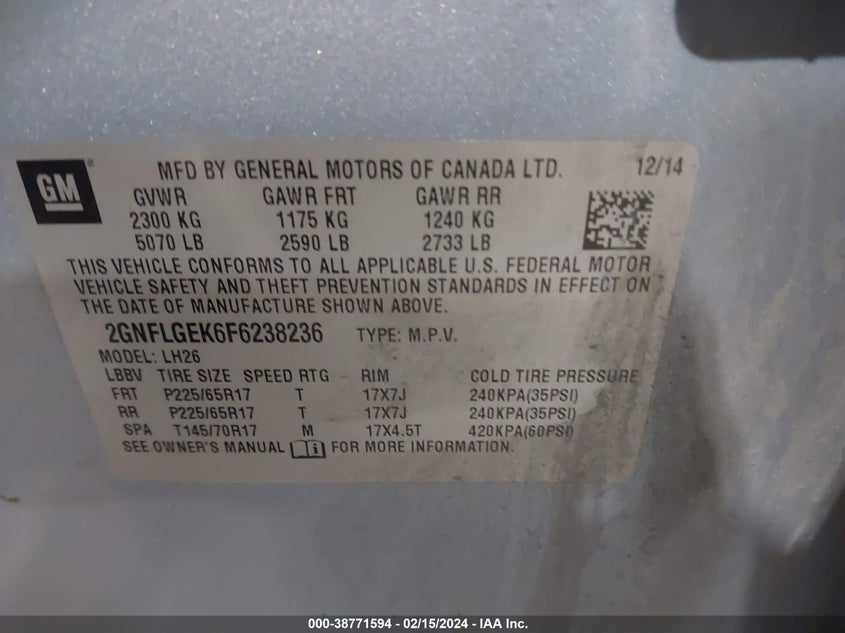 GM
MFD BY GENERAL MOTORS OF CANADA LTD. 12/14
GVWR GAWR FRT GAWR RR
2300 KG 1175 KG 1240 KG
5070 LB 2590 LB 2733 LB
THIS VEHICLE CONFORMS TO ALL APPLICABLE U.S. FEDERAL MOTOR
VEHICLE SAFETY AND THEFT PREVENTION STANDARDS IN EFFECT ON
THE DATE OF MANUFACTURE SHOWN ABOVE.
2GNFLGEK6F6238236 TYPE: M.P.V.
MODEL: LH26
LBBV TIRE SIZE SPEED RTG RIM COLD TIRE PRESSURE
FRT P225/65R17 T 17X7J 240KPA(35PSI)
RR P225/65R17 T 17X7J 240KPA(35PSI)
SPA T145/70R17 M 17X4.5T 420KPA(60PSI)
SEE OWNER'S MANUAL i FOR MORE INFORMATION.
000-38771594 - 02/15/2024 - IAA Inc.